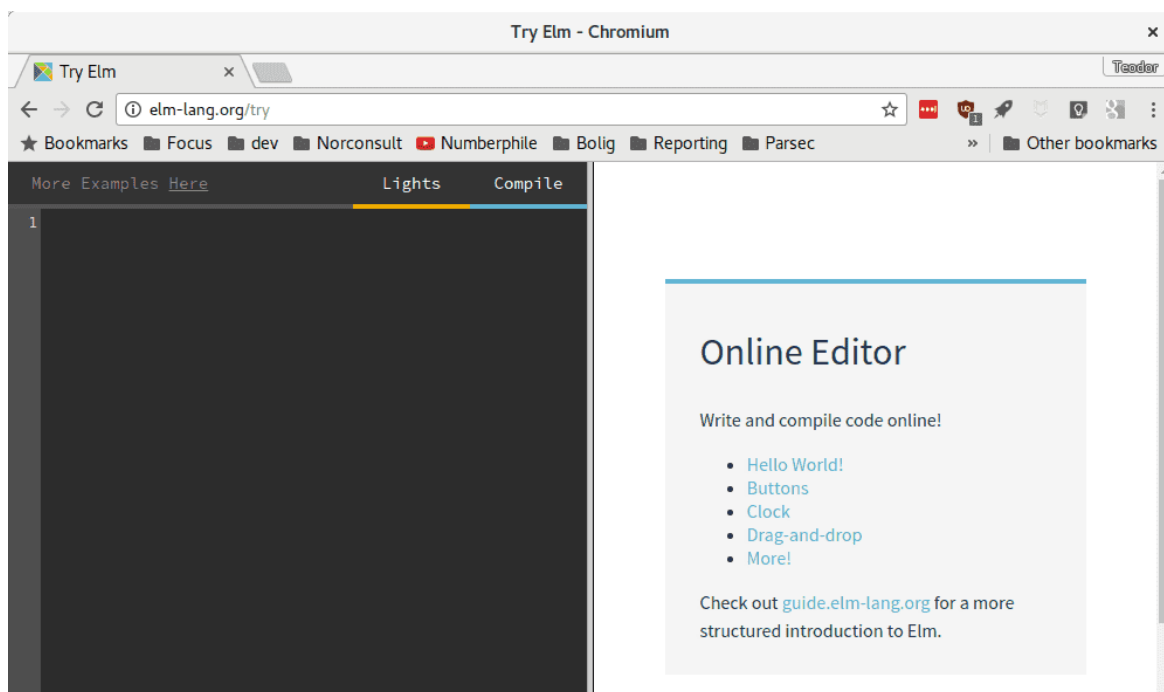 Try Elm - Chromium
Try Elm
Teodor
elm-lang.org/try
1
Bookmarks Focus dev Norconsult Numberphile Bolig Reporting Parsec » Other bookmarks
More Examples Here Lights Compile
1
Online Editor
Write and compile code online!
Hello World!
Buttons
Clock
Drag-and-drop
More!
Check out guide.elm-lang.org for a more
structured introduction to Elm.